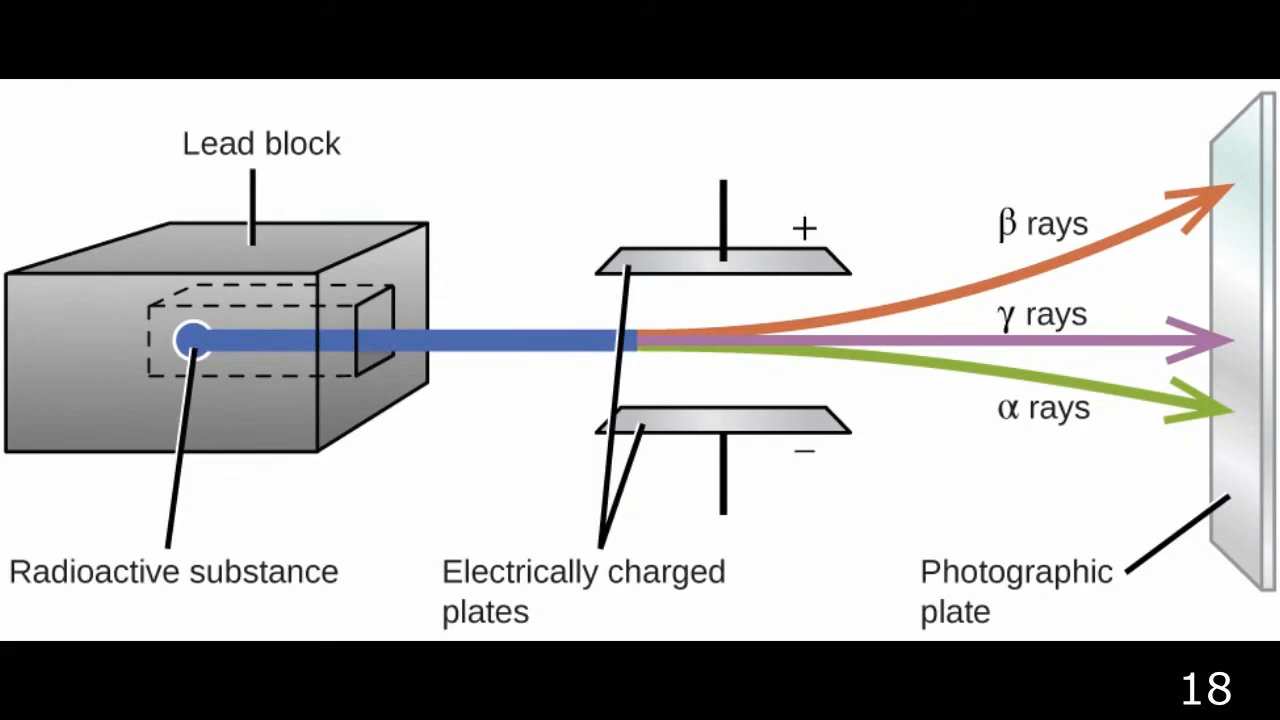 Lead block
+
β rays
γ rays
α rays
−
Radioactive substance
Electrically charged
plates
Photographic
plate
18